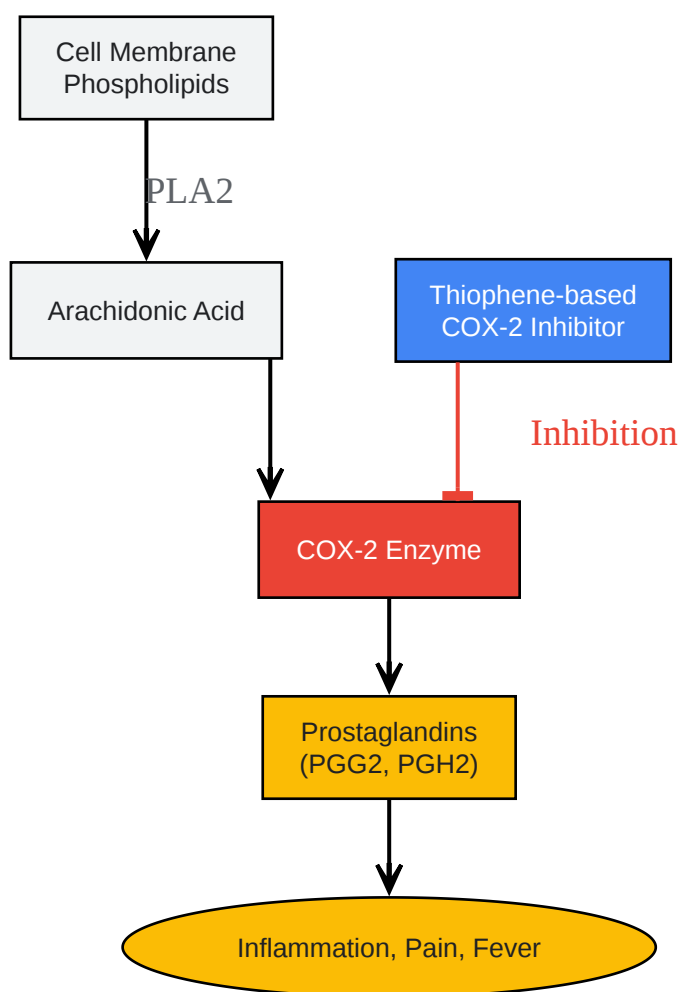 Cell Membrane
Phospholipids
PLA2
Arachidonic Acid
Thiophene-based
COX-2 Inhibitor
Inhibition
COX-2 Enzyme
Prostaglandins
(PGG2, PGH2)
Inflammation, Pain, Fever